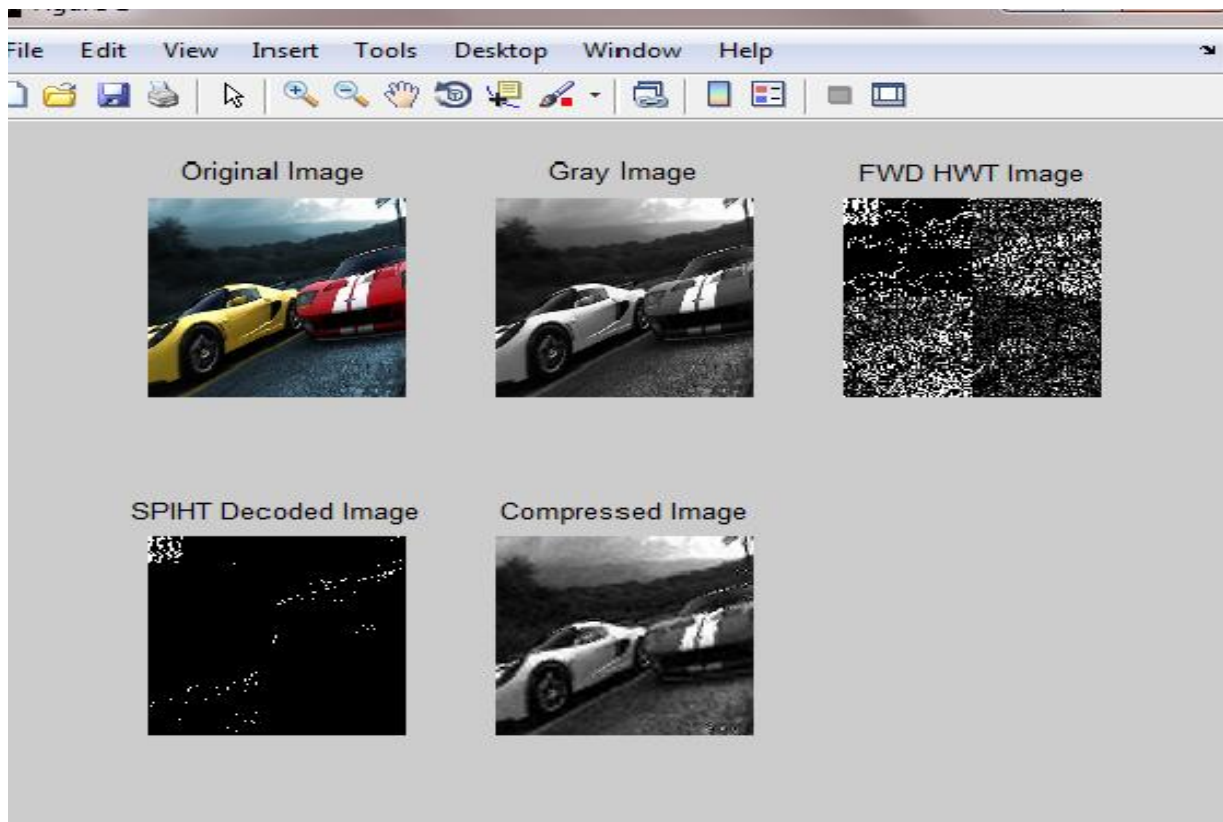 File Edit View Insert Tools Desktop Window Help
Original Image
Gray Image
FWD HWT Image
SPIHT Decoded Image
Compressed Image